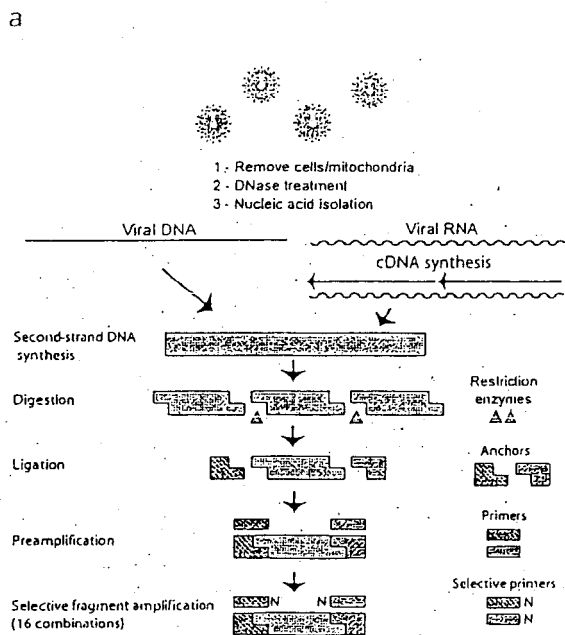 a
1 - Remove cells/mitochondria
2 - DNase treatment
3 - Nucleic acid isolation
Viral DNA
Viral RNA
cDNA synthesis
Second-strand DNA
synthesis
Digestion
Restriction
enzymes
Ligation
Anchors
Preamplification
Primers
Selective fragment amplification
(16 combinations)
N
N
Selective primers
N
N